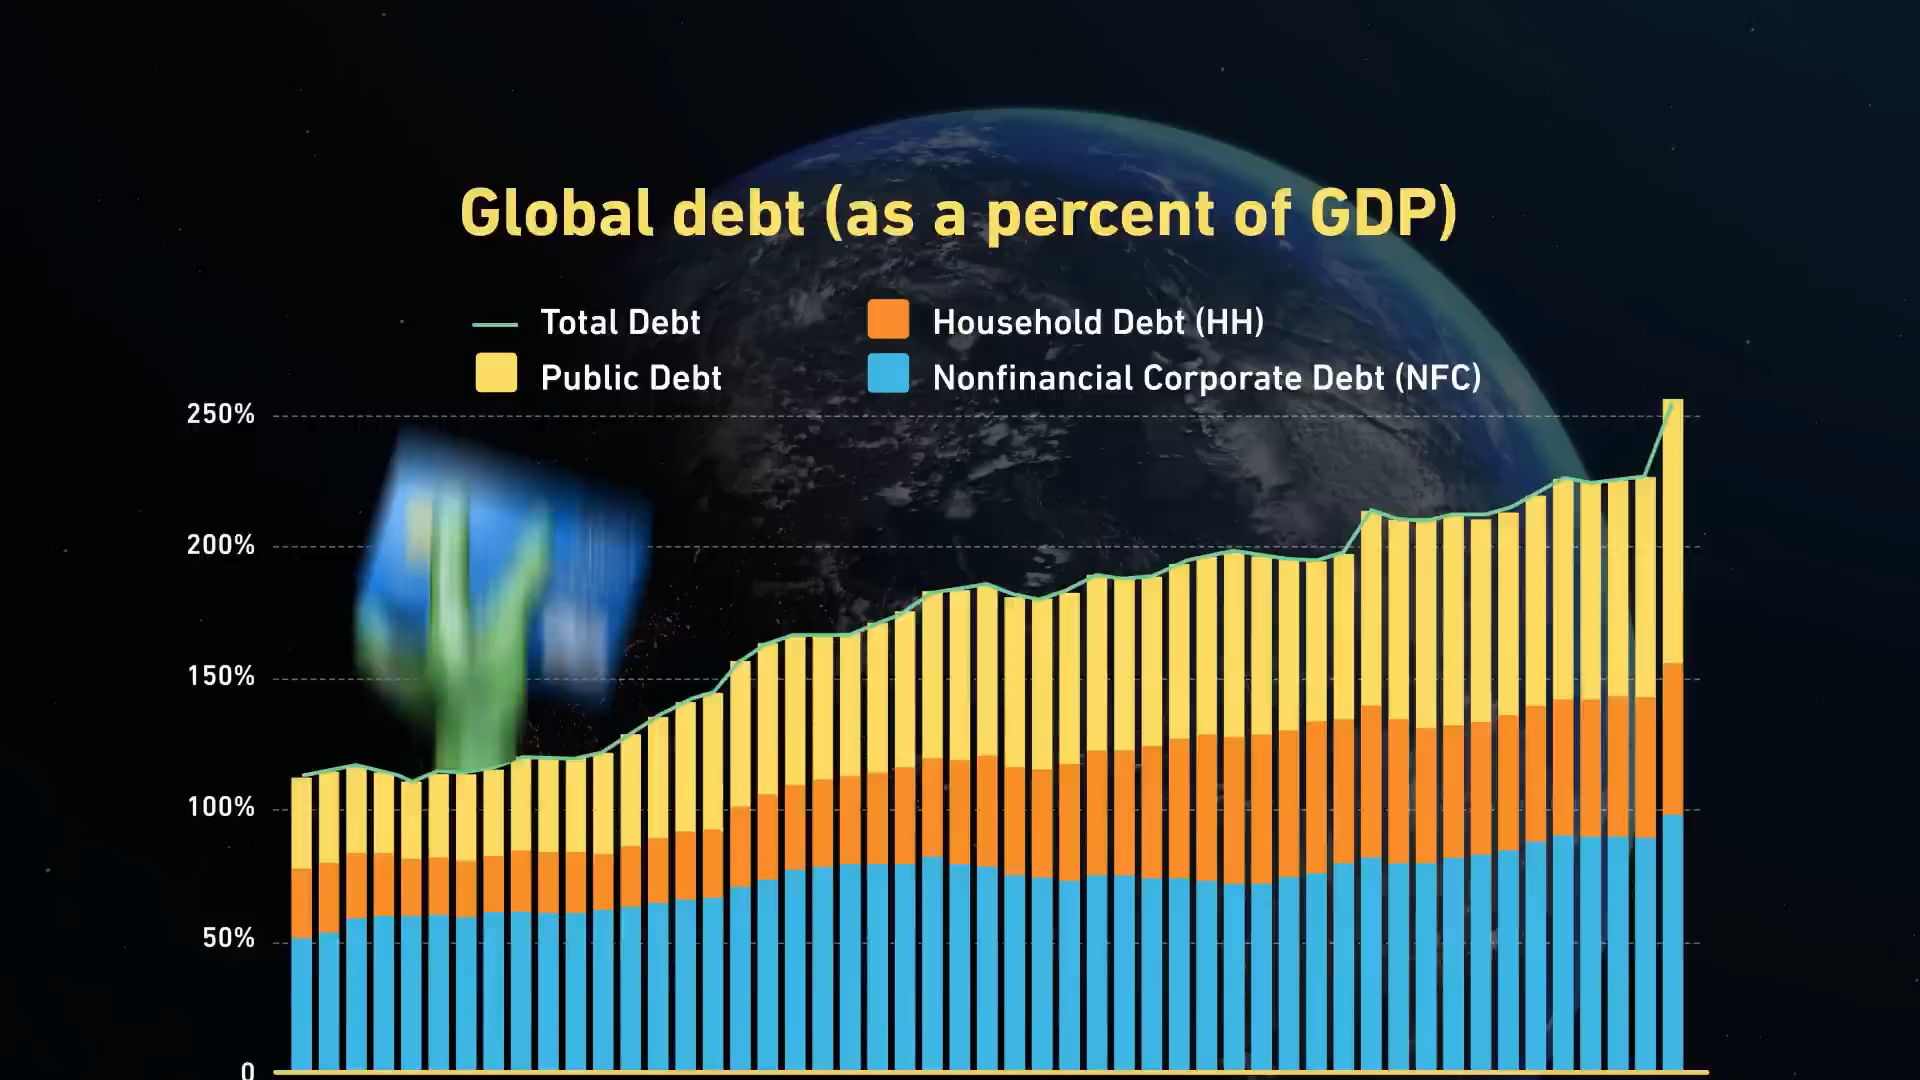 Global debt (as a percent of GDP)
Total Debt
Household Debt (HH)
Public Debt
Nonfinancial Corporate Debt (NFC)
250%
200%
150%
100%
50%
0